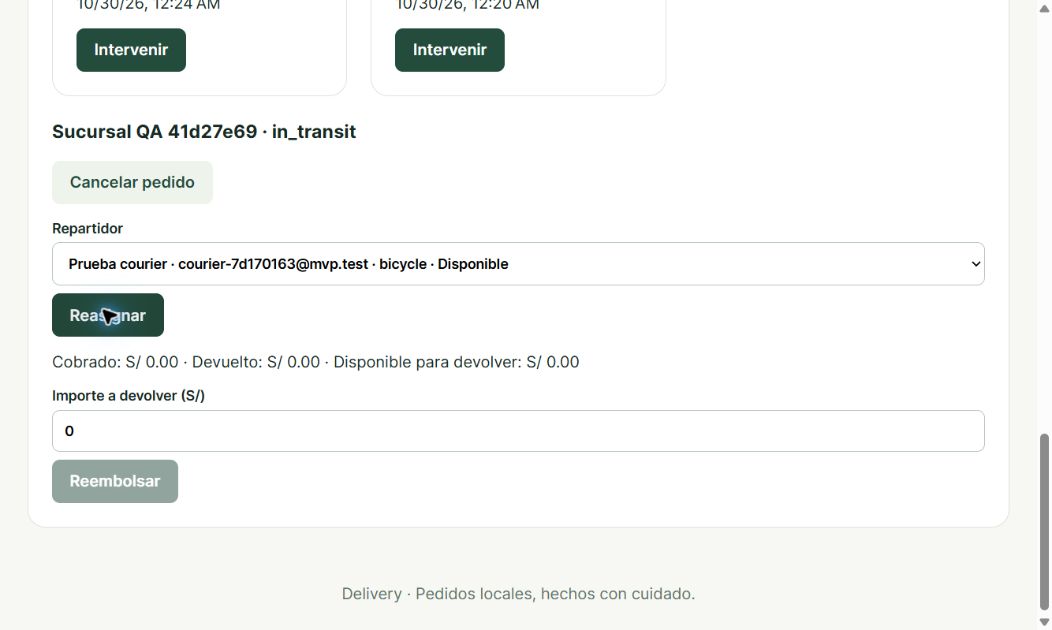 10/30/26, 12:24 AM
10/30/26, 12:20 AM
Intervenir
Intervenir
Sucursal QA 41d27e69 · in_transit
Cancelar pedido
Repartidor
Prueba courier · courier-7d170163@mvp.test · bicycle · Disponible
Reasignar
Cobrado: S/ 0.00 · Devuelto: S/ 0.00 · Disponible para devolver: S/ 0.00
Importe a devolver (S/)
0
Reembolsar
Delivery · Pedidos locales, hechos con cuidado.